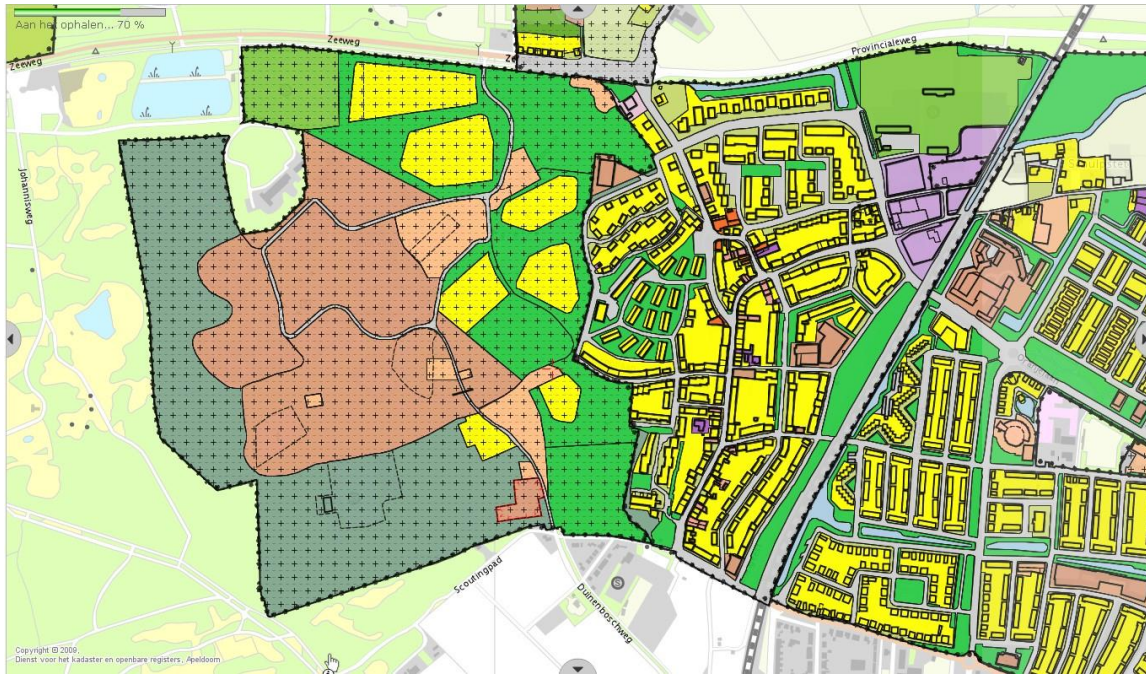 Aan het ophalen... 70 %
Zeeweg
Zeeweg
Provincialeweg
Johannisweg
Scoutingpad
Duinenboschweg
S
Copyright © 2009,
Dienst voor het kadaster en openbare registers, Apeldoorn